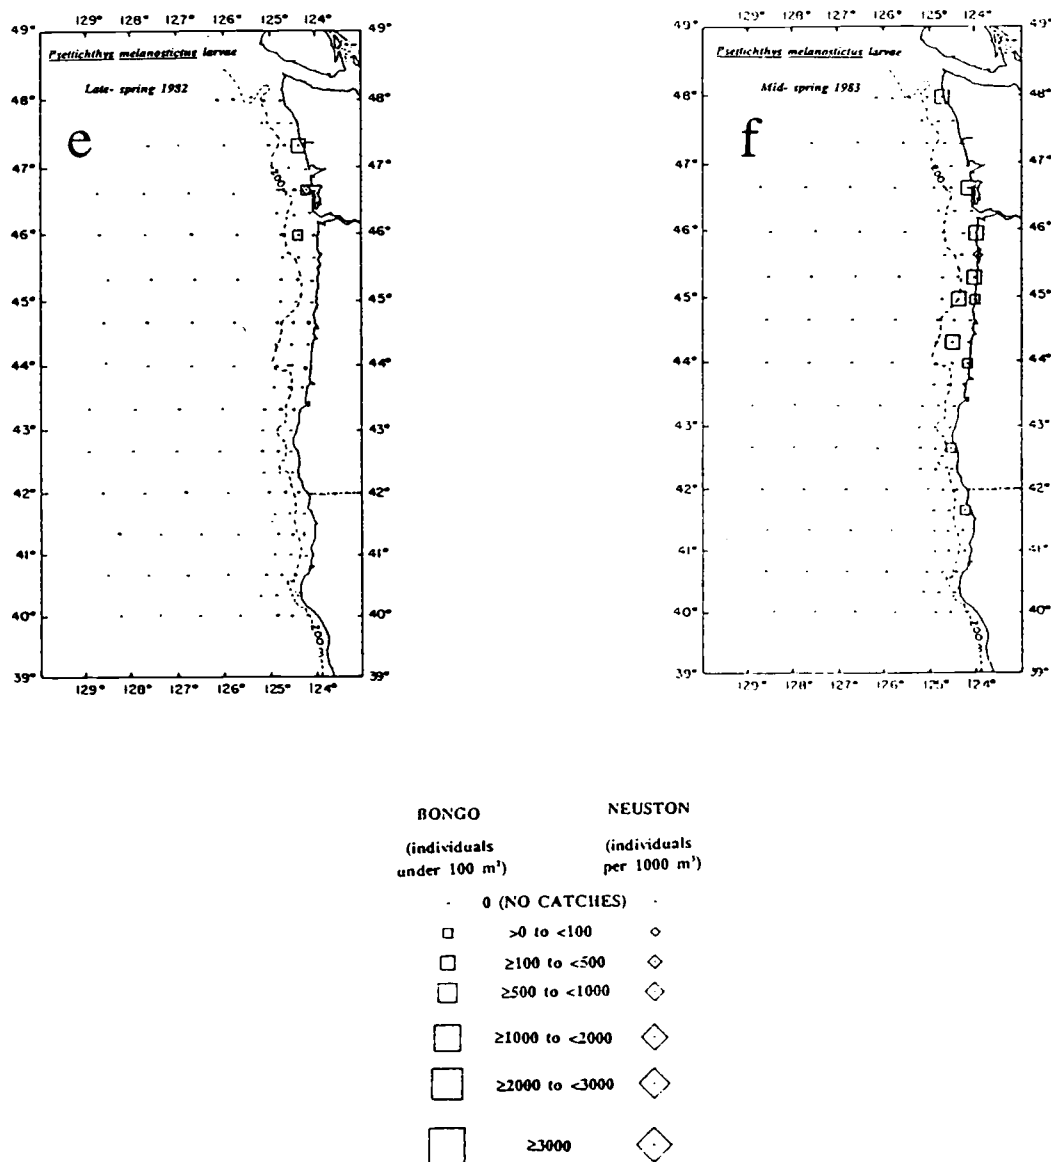 129° 128° 127° 126° 125° 124°
49° 49°
Psettichthys melanostictus larvae
Late- spring 1982
e
48° 48°
47° 47°
200
46° 46°
45° 45°
44° 44°
43° 43°
42° 42°
41° 41°
40° 40°
200 m
39° 39°
129° 128° 127° 126° 125° 124°
129° 128° 127° 126° 125° 124°
49° 49°
Psettichthys melanostictus larvae
Mid- spring 1983
f
48° 48°
47° 47°
200
46° 46°
45° 45°
44° 44°
43° 43°
42° 42°
41° 41°
40° 40°
200 m
39° 39°
129° 128° 127° 126° 125° 124°
BONGO NEUSTON
(individuals (individuals
under 100 m²) per 1000 m³)
0 (NO CATCHES)
>0 to <100
≥100 to <500
≥500 to <1000
≥1000 to <2000
≥2000 to <3000
≥3000